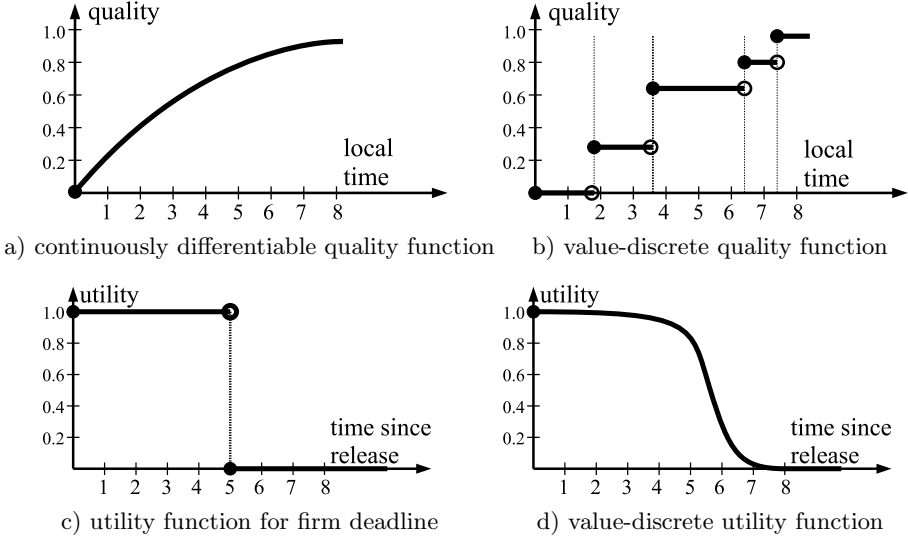 quality
1.0
0.8
0.6
0.4
0.2
local
time
1 2 3 4 5 6 7 8
a) continuously differentiable quality function
quality
1.0
0.8
0.6
0.4
0.2
local
time
1 2 3 4 5 6 7 8
b) value-discrete quality function
utility
1.0
0.8
0.6
0.4
0.2
time since
release
1 2 3 4 5 6 7 8
c) utility function for firm deadline
utility
1.0
0.8
0.6
0.4
0.2
time since
release
1 2 3 4 5 6 7 8
d) value-discrete utility function